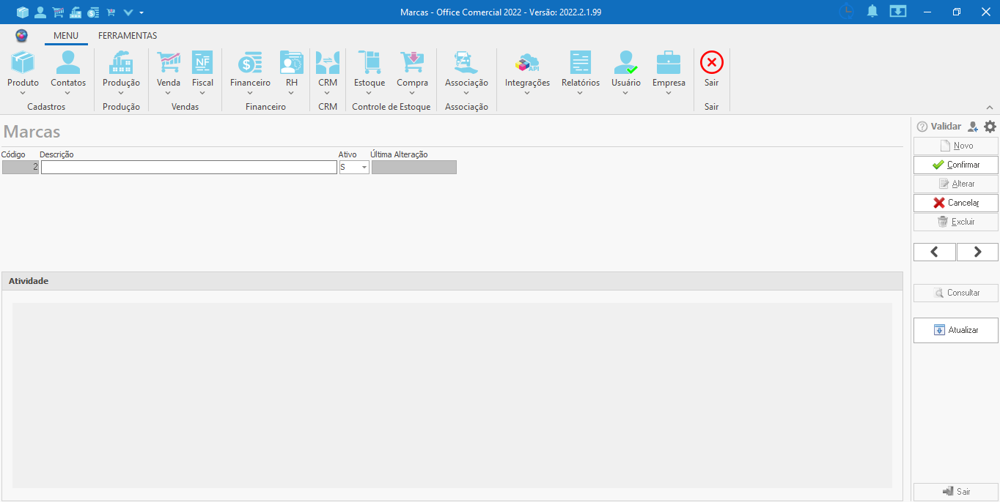 Marcas - Office Comercial 2022 - Versão: 2022.2.1.99
MENU FERRAMENTAS
NF
$
API
Produto Contatos Produção Venda Fiscal Financeiro RH CRM Estoque Compra Associação Integrações Relatórios Usuário Empresa Sair
Cadastros Produção Vendas Financeiro CRM Controle de Estoque Associação Sair
Marcas
Código Descrição Ativo Última Alteração
2 S
Atividade
Validar
Novo
Confirmar
Alterar
Cancelar
Excluir
Consultar
Atualizar
Sair